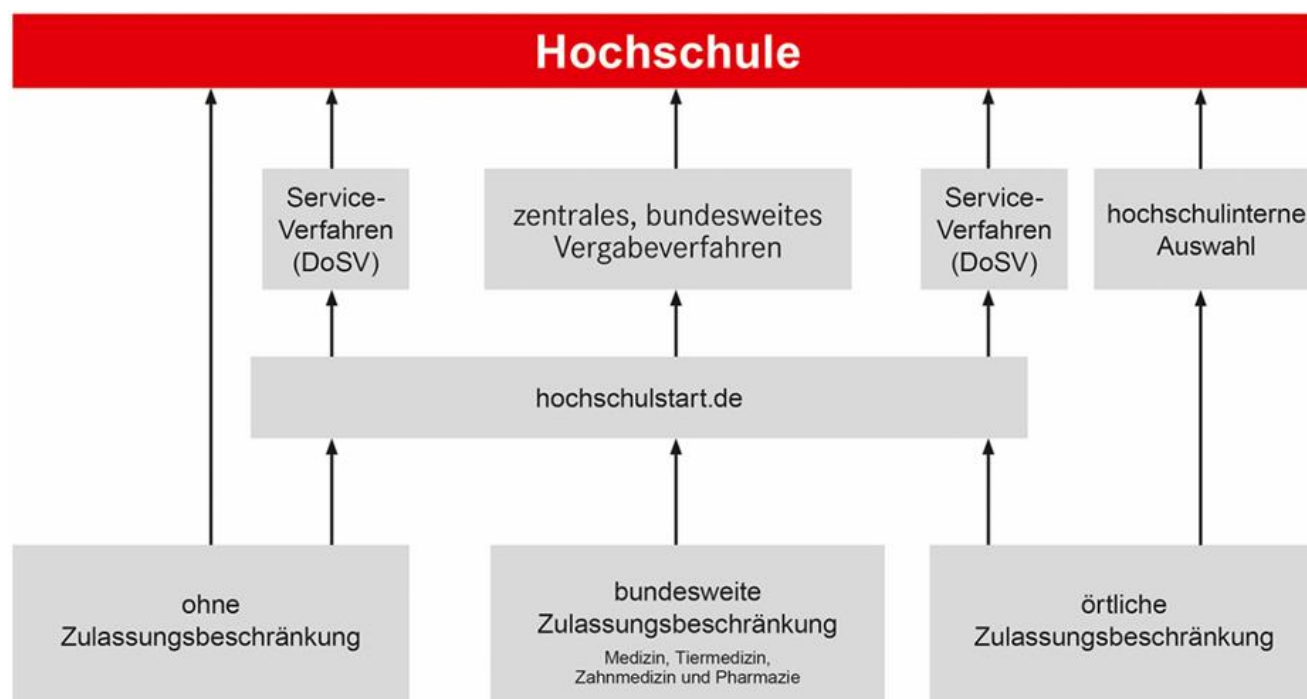 Hochschule
Service-
Verfahren
(DoSV)
zentrales, bundesweites
Vergabeverfahren
Service-
Verfahren
(DoSV)
hochschulinterne
Auswahl
hochschulstart.de
ohne
Zulassungsbeschränkung
bundesweite
Zulassungsbeschränkung
Medizin, Tiermedizin,
Zahnmedizin und Pharmazie
örtliche
Zulassungsbeschränkung